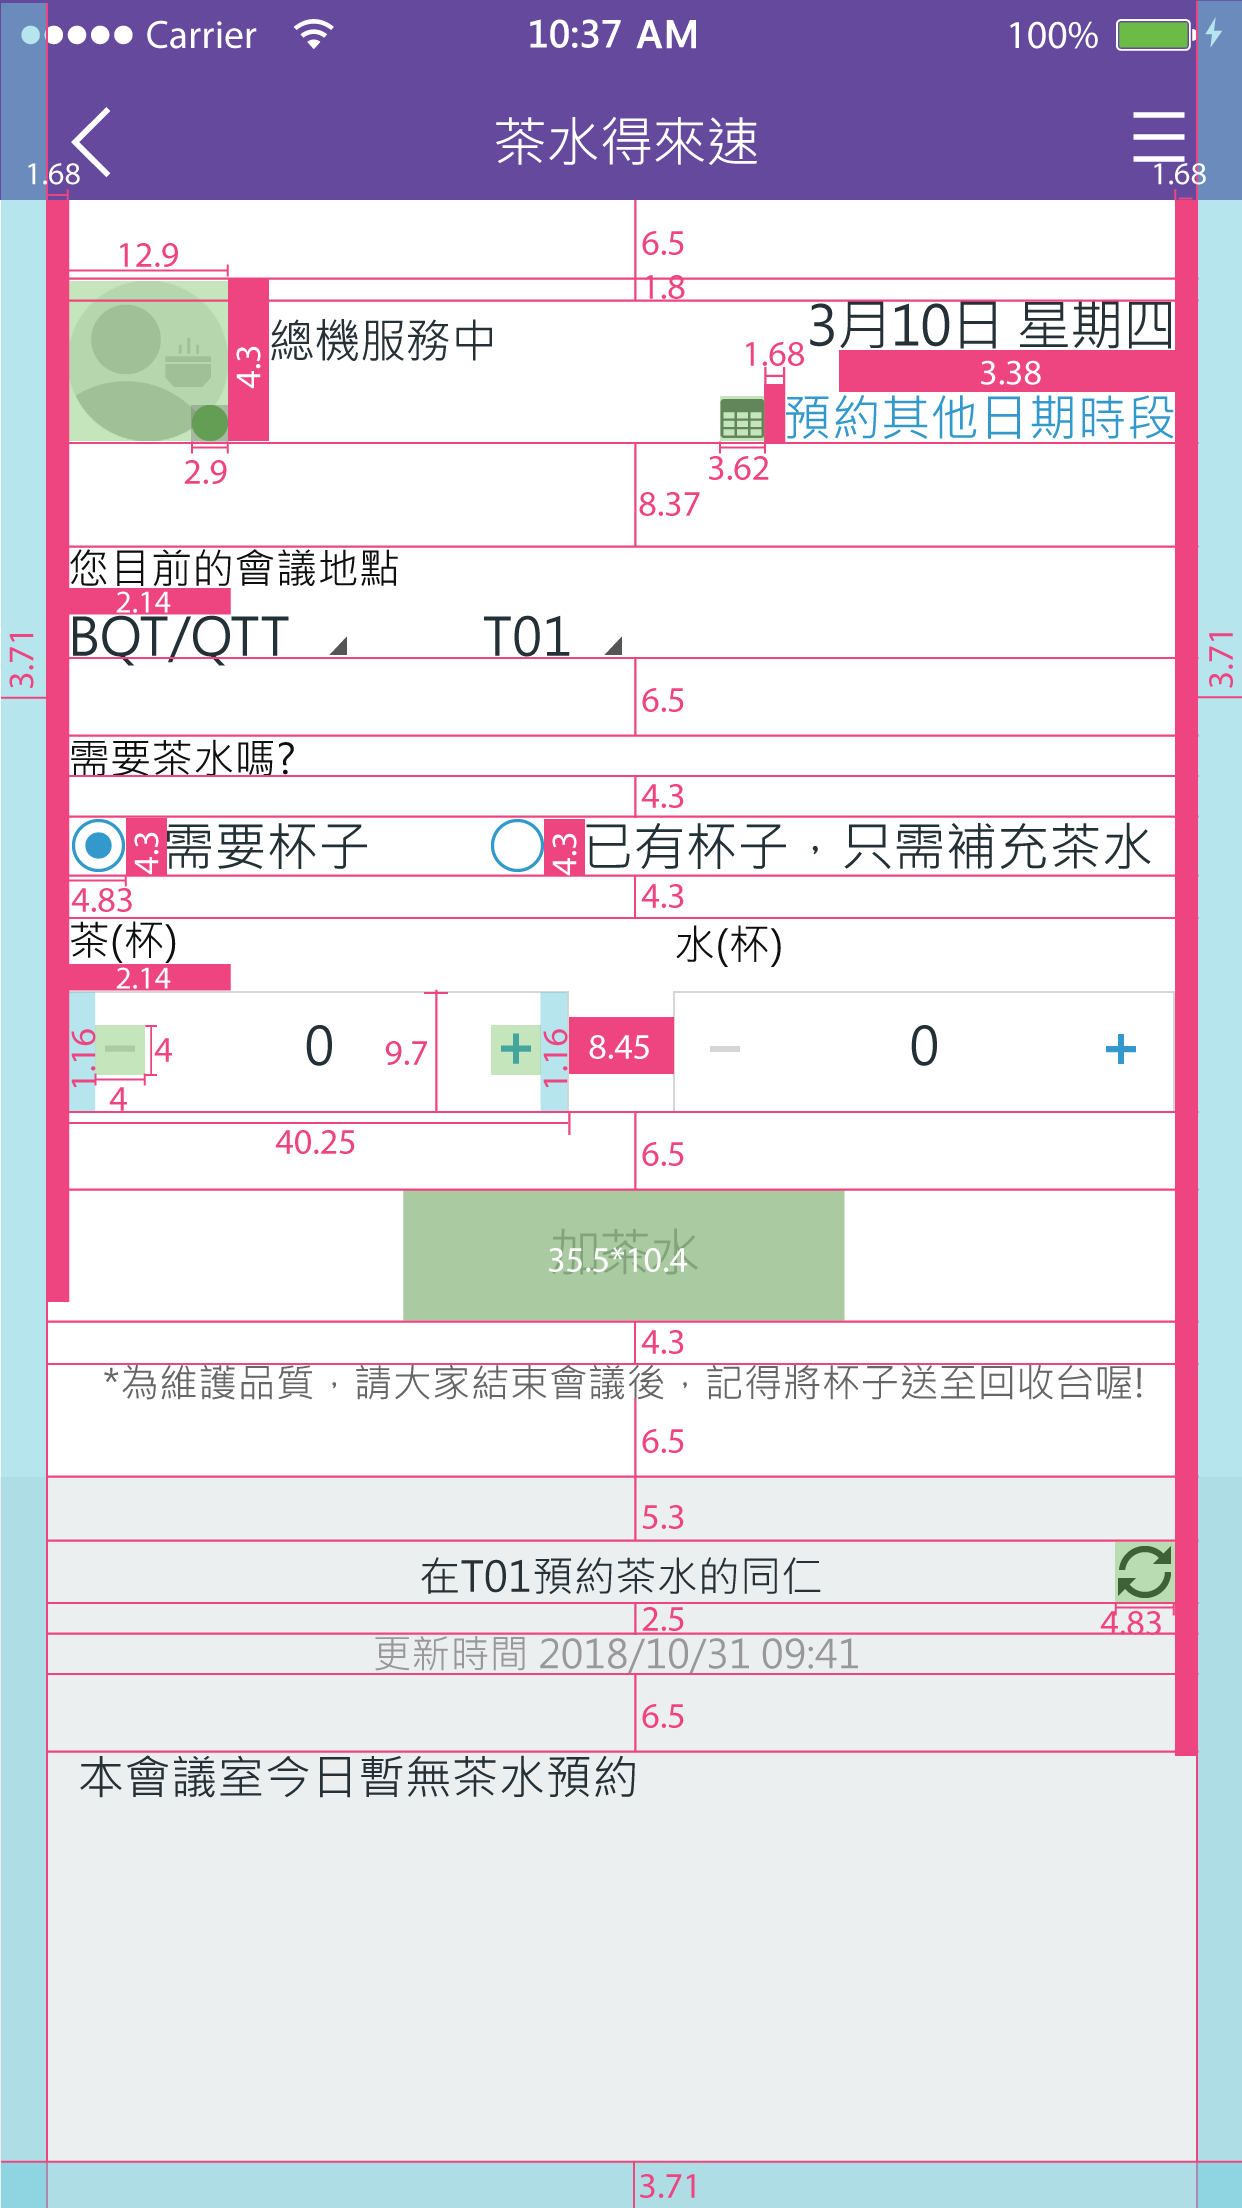 Carrier 10:37 AM 100%
茶水得來速
1.68 1.68
6.5
12.9
1.8
3月10日 星期四
總機服務中
4.3
1.68
3.38
預約其他日期時段
2.9
3.62
8.37
您目前的會議地點
2.14
BQT/QTT T01
3.71 3.71
6.5
需要茶水嗎?
4.3
4.3 需要杯子 4.3 已有杯子，只需補充茶水
4.83
4.3
茶(杯) 水(杯)
2.14
1.16 4 0 9.7 1.16 8.45 0
4
40.25
6.5
加茶水
35.5*10.4
4.3
*為維護品質，請大家結束會議後，記得將杯子送至回收台喔!
6.5
5.3
在T01預約茶水的同仁
2.5
4.83
更新時間 2018/10/31 09:41
6.5
本會議室今日暫無茶水預約
3.71